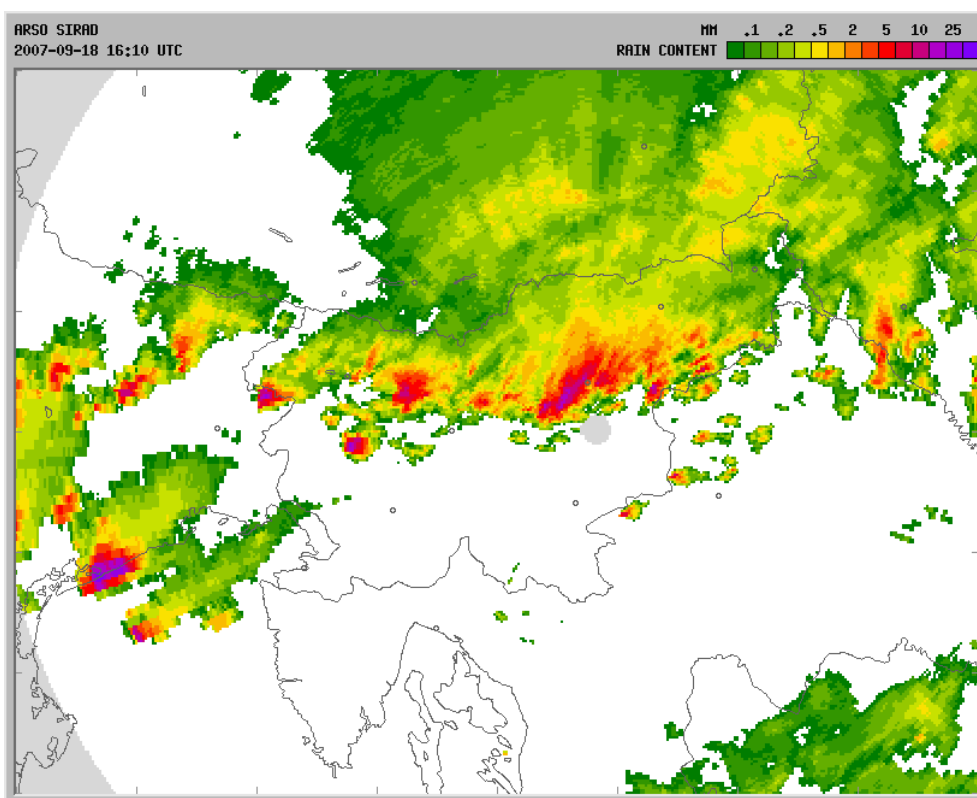 ARSO SIRAD
2007-09-18 16:10 UTC
MM .1 .2 .5 2 5 10 25
RAIN CONTENT